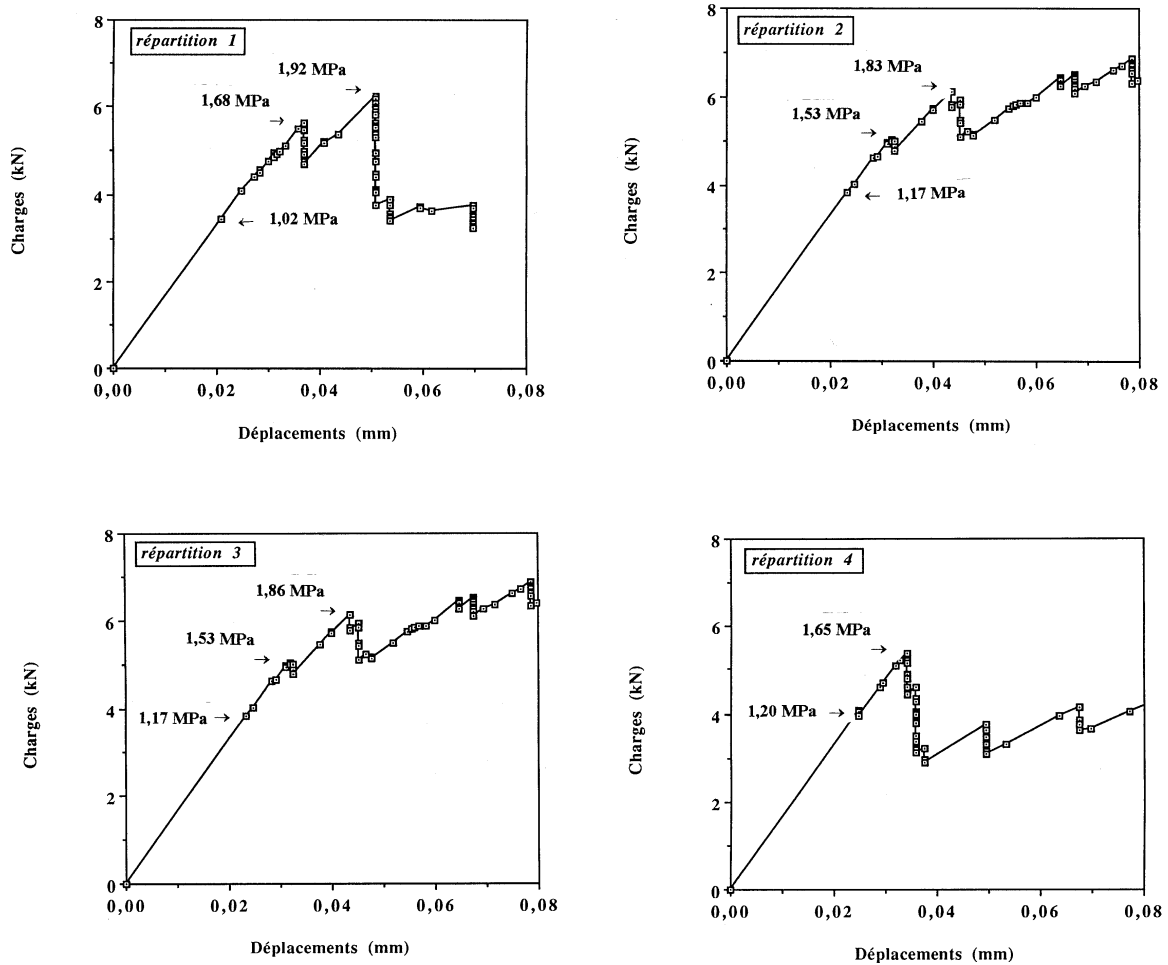 répartition 1
8
1,92 MPa
1,68 MPa
6
4
1,02 MPa
2
0
0,00 0,02 0,04 0,06 0,08
Charges (kN)
Déplacements (mm)
répartition 2
8
1,83 MPa
6
1,53 MPa
4
1,17 MPa
2
0
0,00 0,02 0,04 0,06 0,08
Charges (kN)
Déplacements (mm)
répartition 3
8
1,86 MPa
6
1,53 MPa
4
1,17 MPa
2
0
0,00 0,02 0,04 0,06 0,08
Charges (kN)
Déplacements (mm)
répartition 4
8
1,65 MPa
6
1,20 MPa
4
2
0
0,00 0,02 0,04 0,06 0,08
Charges (kN)
Déplacements (mm)